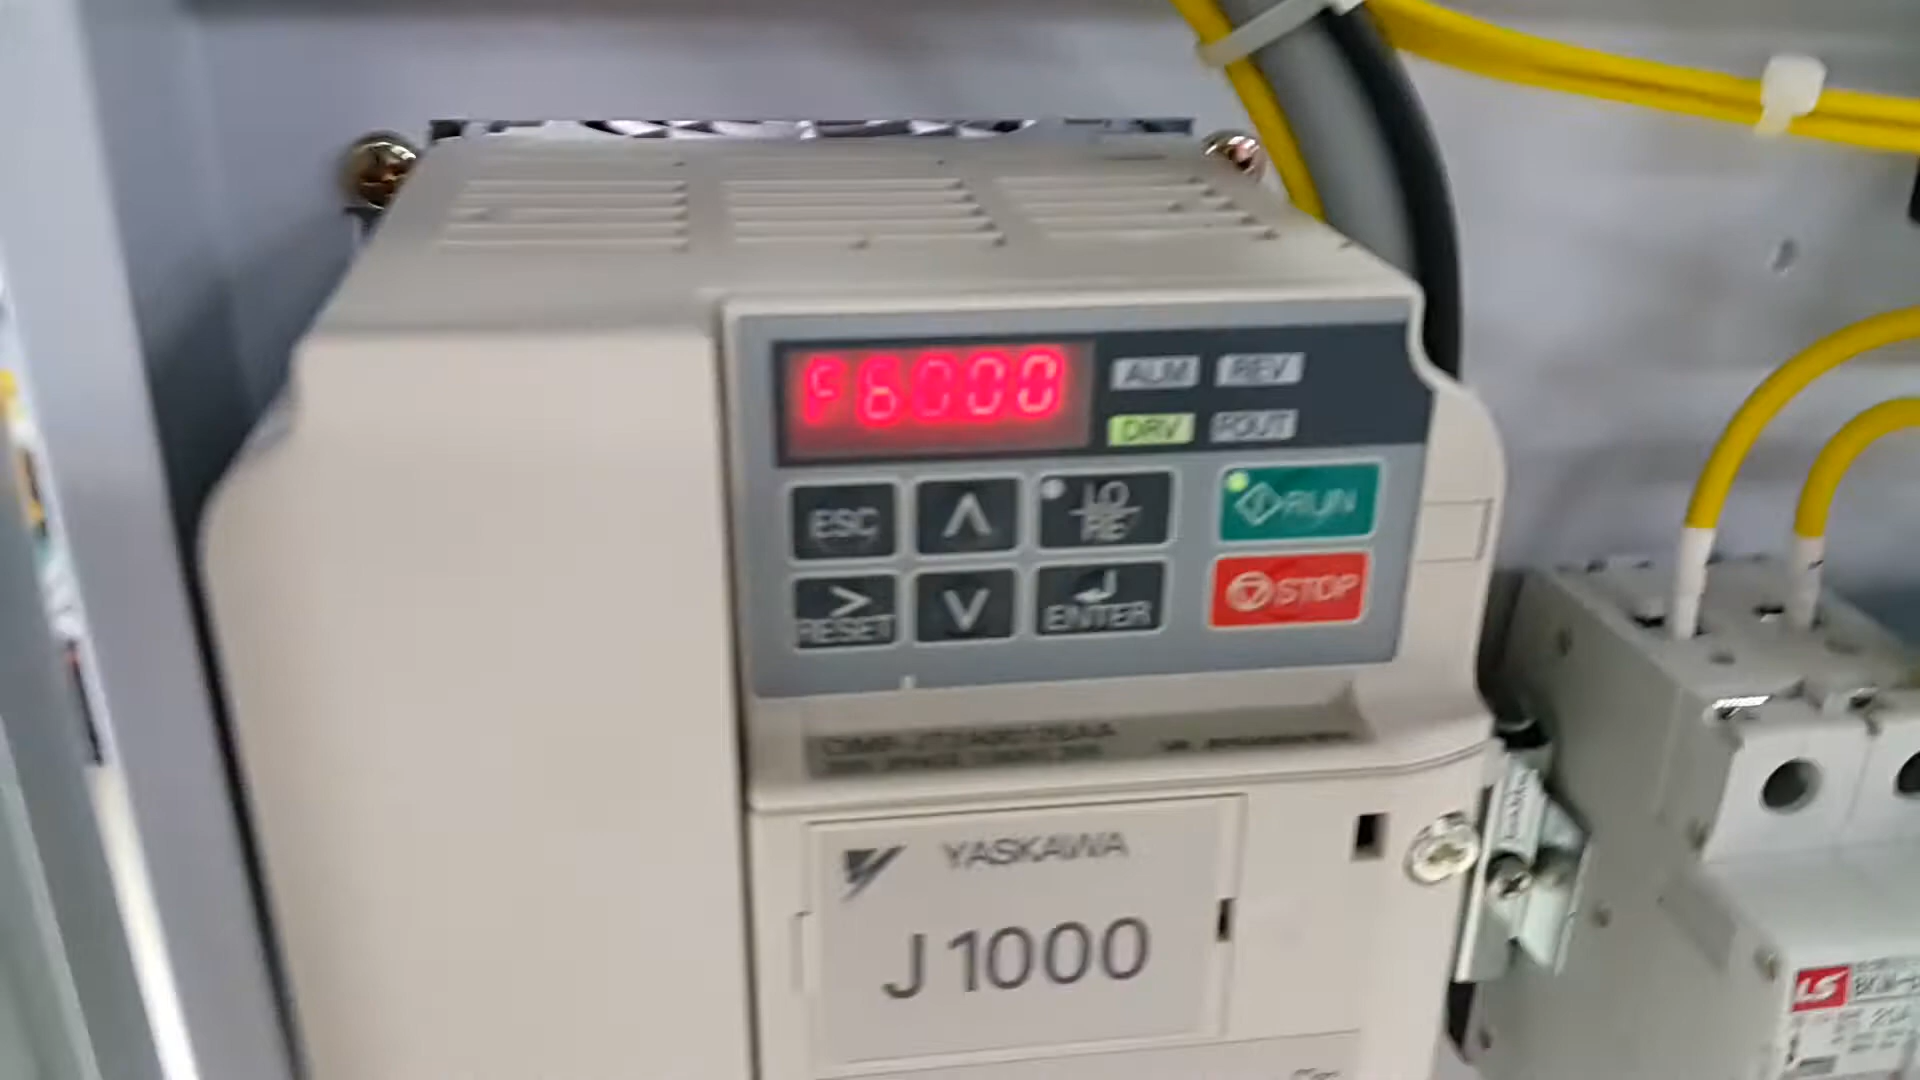 F6000
ALM REV
DRV FOUT
ESC
LO
RE
RUN
>
RESET
ENTER
STOP
YASKAWA
J1000
LS